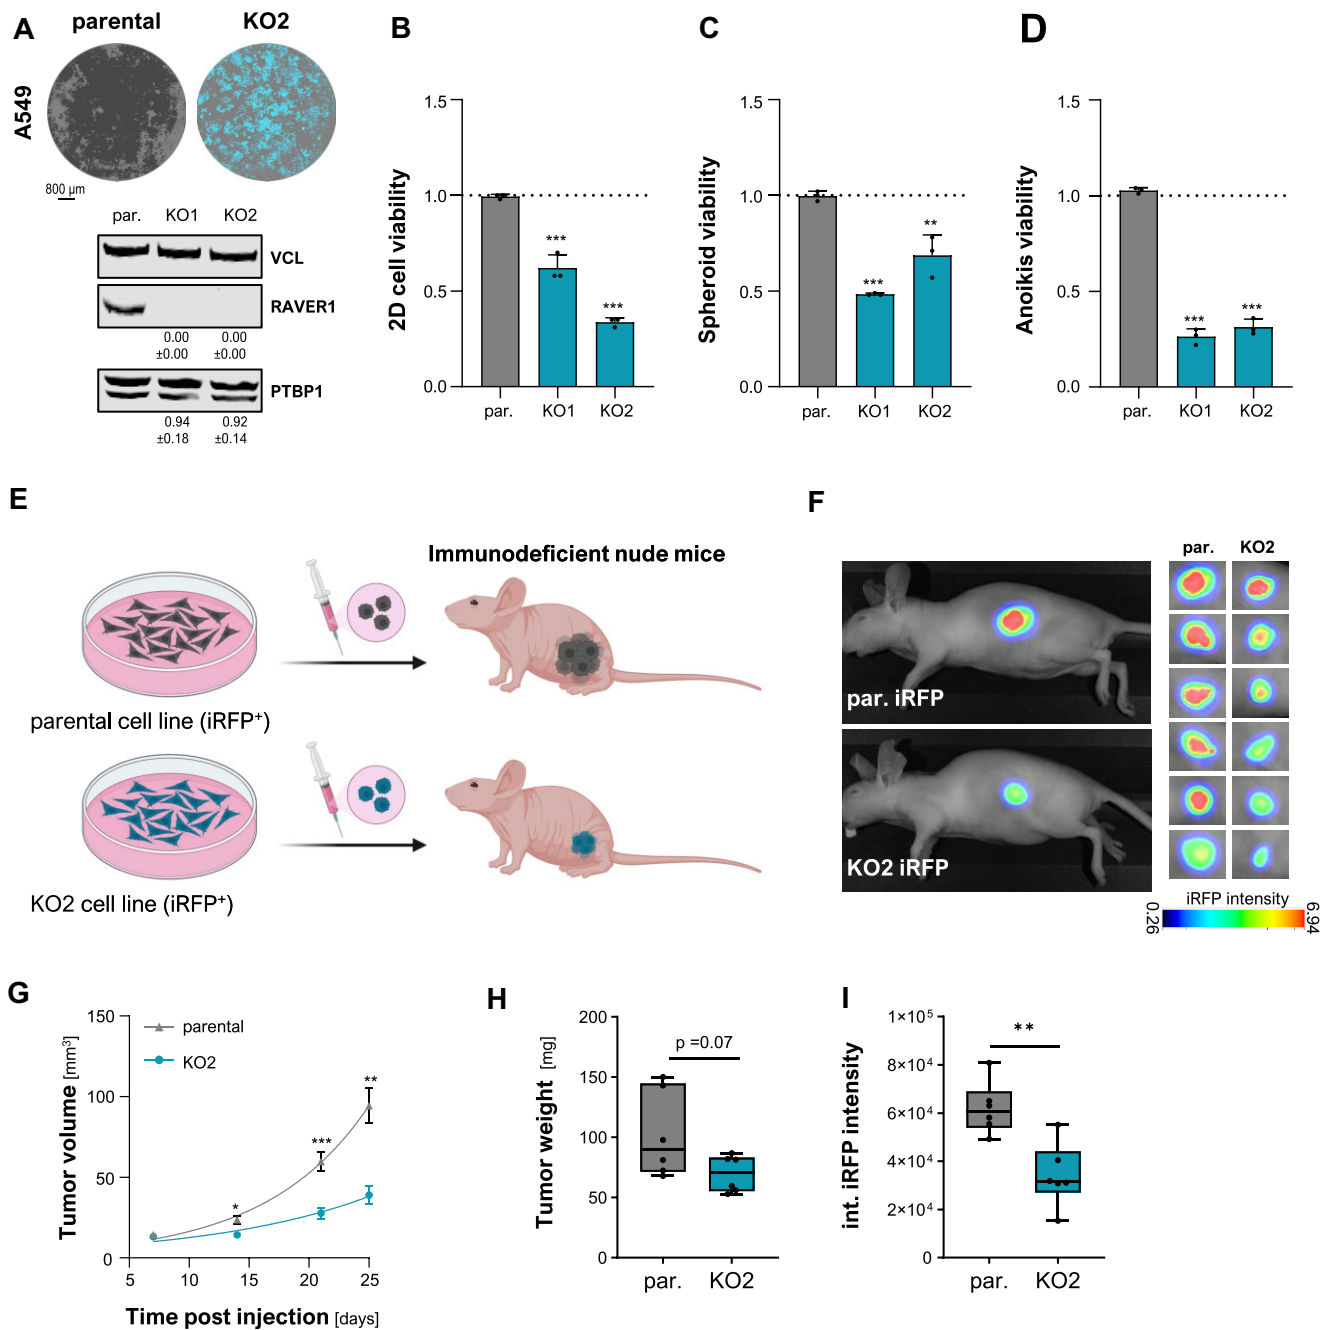 A
parental
KO2
A549
800 µm
par.
KO1
KO2
VCL
RAVER1
0.00
±0.00
0.00
±0.00
PTBP1
0.94
±0.18
0.92
±0.14
B
2D cell viability
1.5
1.0
0.5
0.0
***
***
par.
KO1
KO2
C
Spheroid viability
1.5
1.0
0.5
0.0
***
**
par.
KO1
KO2
D
Anoikis viability
1.5
1.0
0.5
0.0
***
***
par.
KO1
KO2
E
Immunodeficient nude mice
parental cell line (iRFP⁺)
KO2 cell line (iRFP⁺)
F
par. iRFP
KO2 iRFP
par.
KO2
iRFP intensity
0.26
6.94
G
Tumor volume [mm³]
150
100
50
0
parental
KO2
*
***
**
5
10
15
20
25
Time post injection [days]
H
Tumor weight [mg]
200
150
100
50
0
p =0.07
par.
KO2
I
int. iRFP intensity
1×10⁵
8×10⁴
6×10⁴
4×10⁴
2×10⁴
0
**
par.
KO2